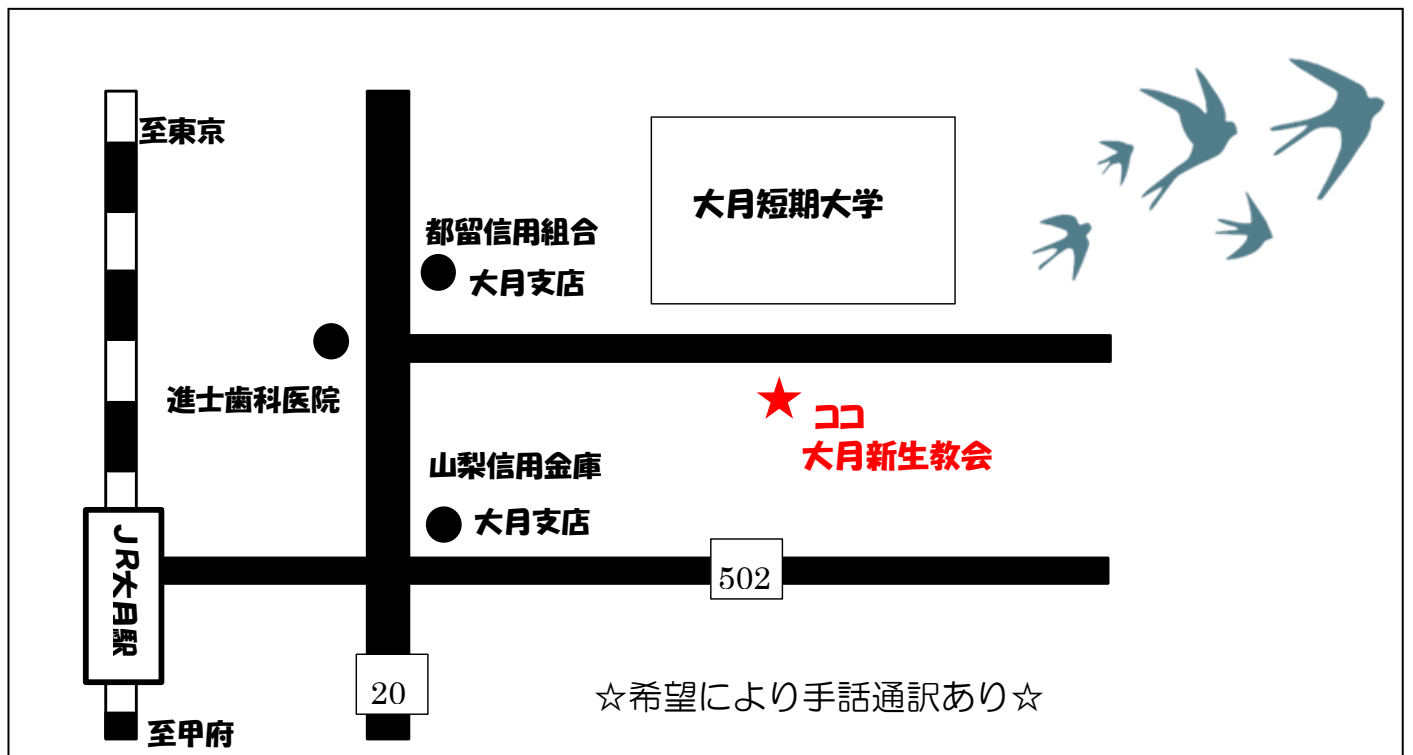 至東京
大月短期大学
都留信用組合
大月支店
進士歯科医院
ココ
大月新生教会
山梨信用金庫
大月支店
JR大月駅
502
20
☆希望により手話通訳あり☆
至甲府